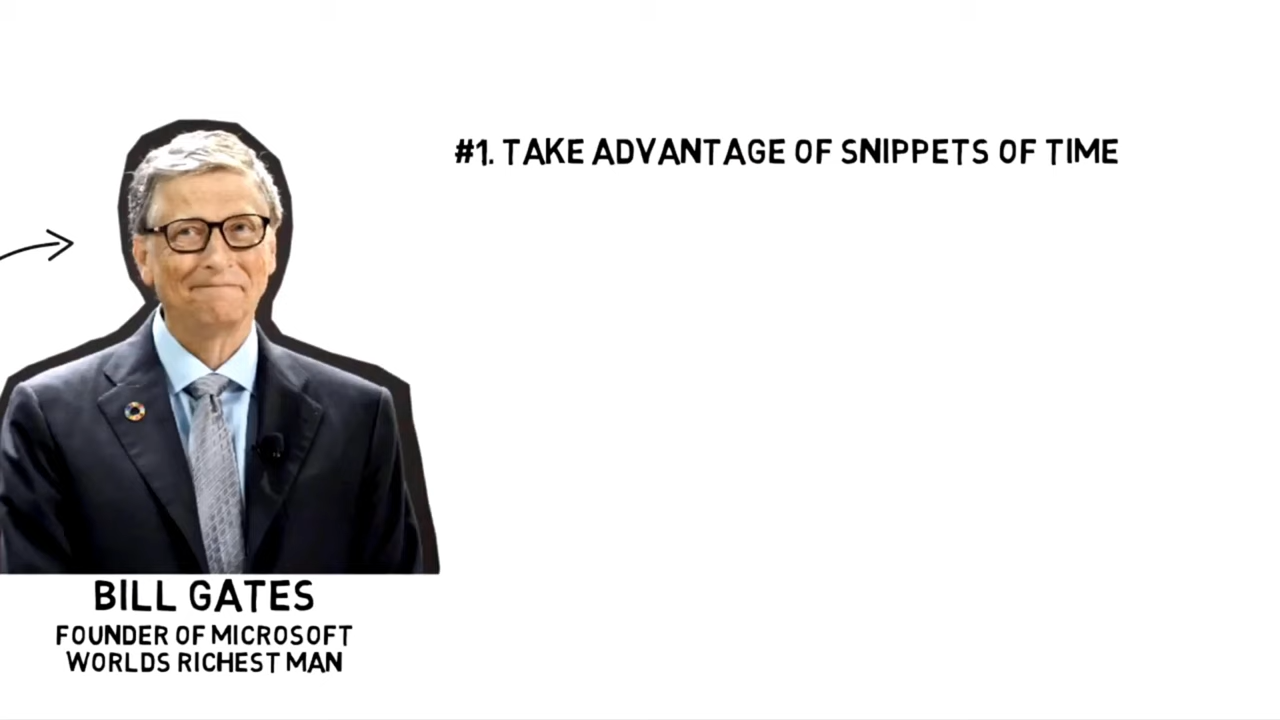 #1. TAKE ADVANTAGE OF SNIPPETS OF TIME
BILL GATES
FOUNDER OF MICROSOFT
WORLDS RICHEST MAN